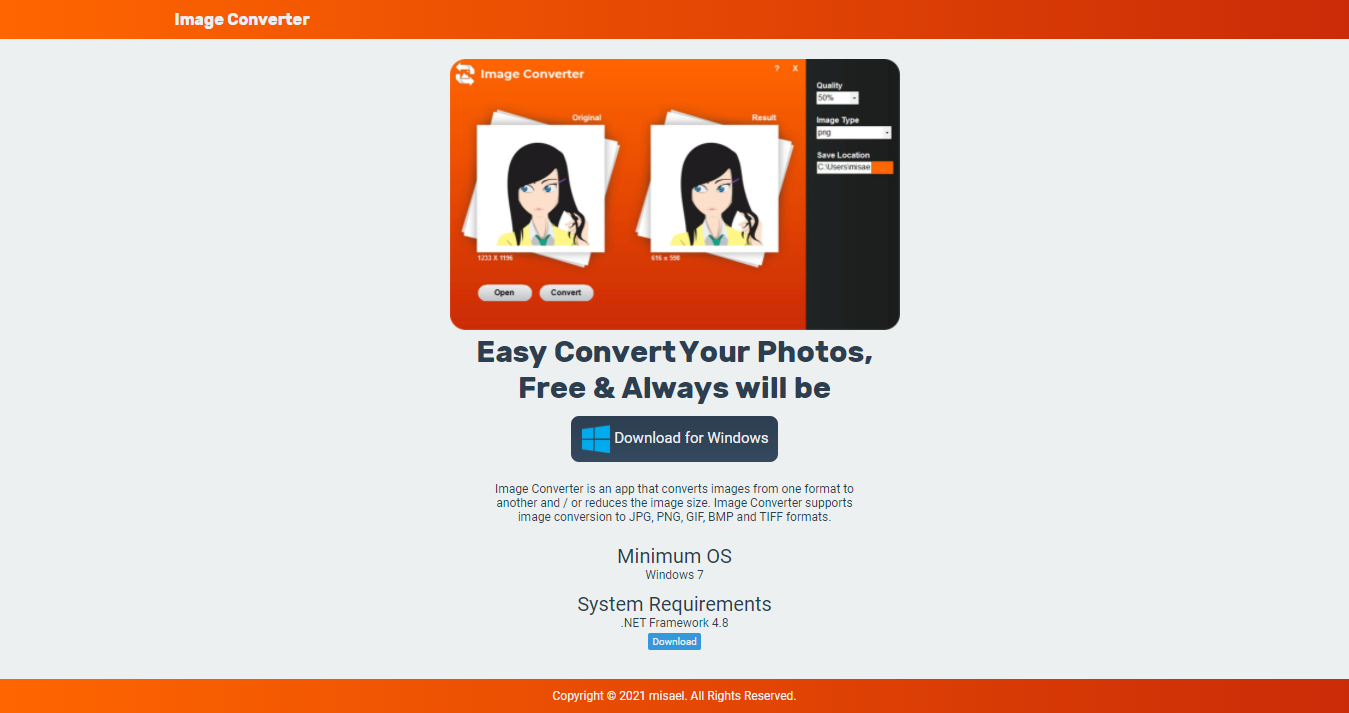 Image Converter
Image Converter
? X
Original
Result
1233 X 1196
616 x 598
Open
Convert
Quality
50%
Image Type
png
Save Location
C:\Users\misae
Easy Convert Your Photos,
Free & Always will be
Download for Windows
Image Converter is an app that converts images from one format to
another and / or reduces the image size. Image Converter supports
image conversion to JPG, PNG, GIF, BMP and TIFF formats.
Minimum OS
Windows 7
System Requirements
.NET Framework 4.8
Download
Copyright © 2021 misael. All Rights Reserved.